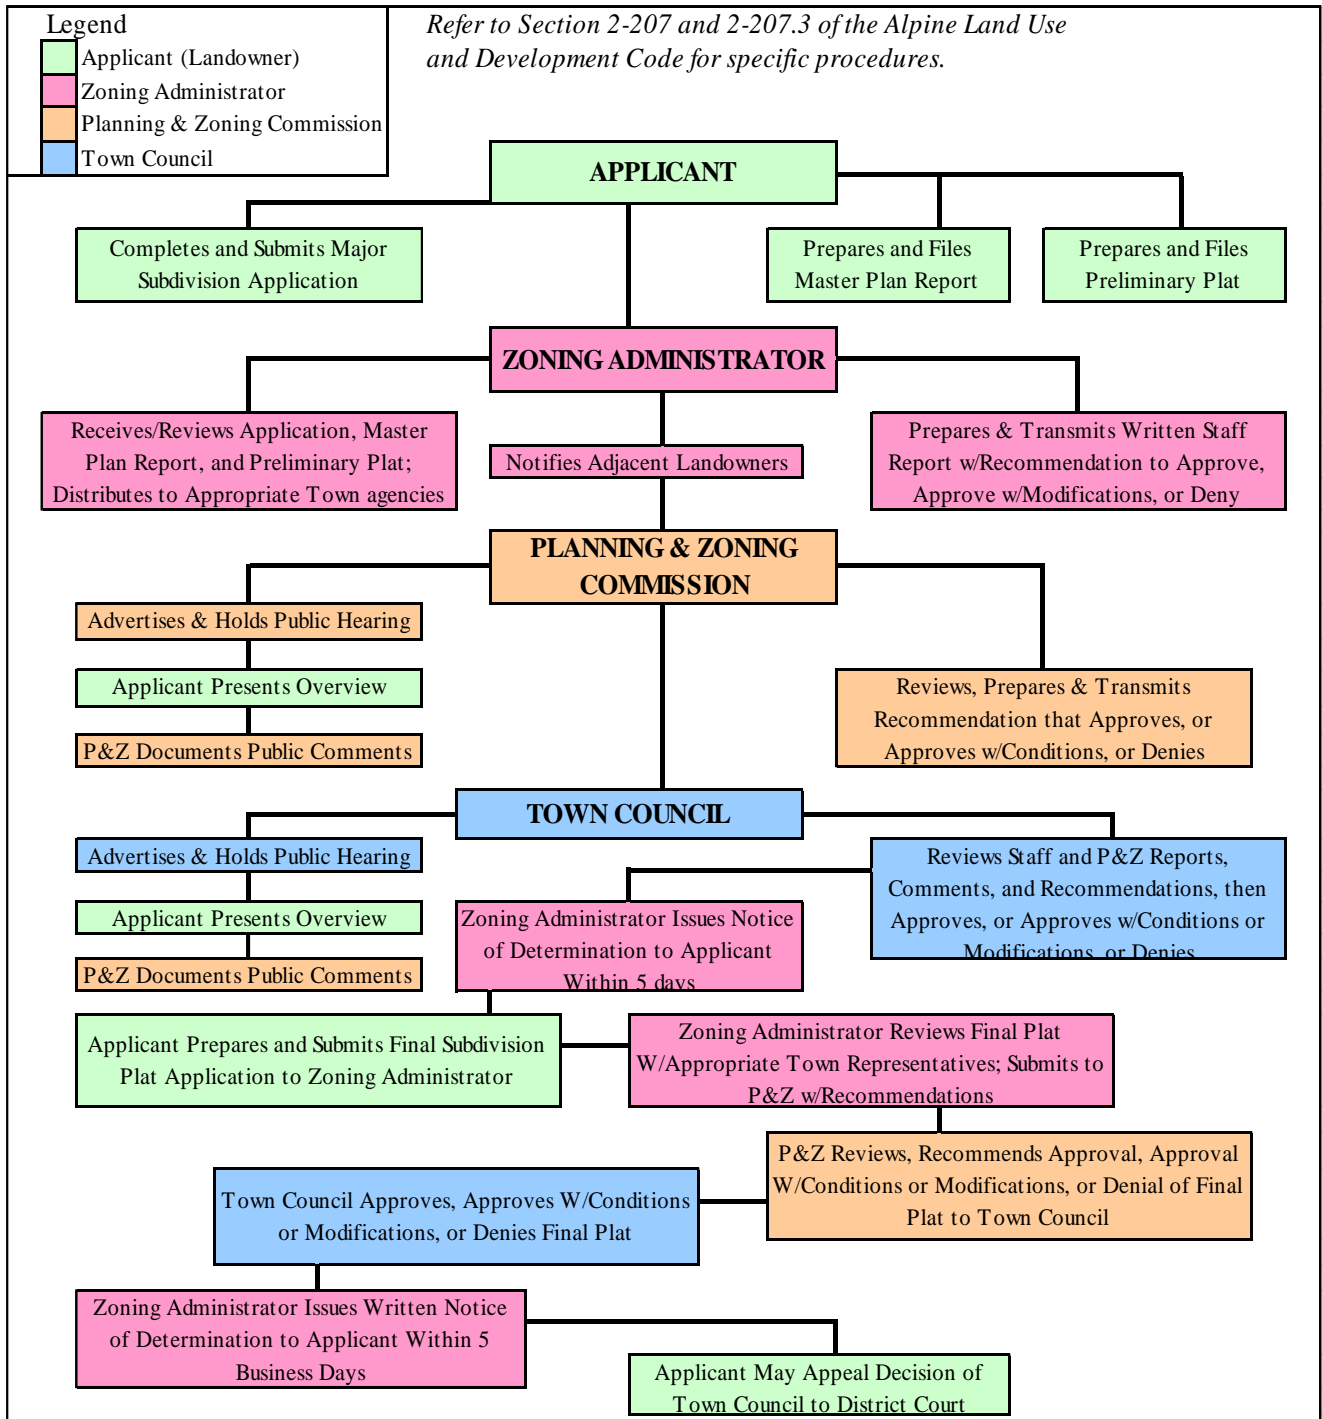 Legend
Applicant (Landowner)
Zoning Administrator
Planning & Zoning Commission
Town Council
Refer to Section 2-207 and 2-207.3 of the Alpine Land Use
and Development Code for specific procedures.
APPLICANT
Completes and Submits Major
Subdivision Application
Prepares and Files
Master Plan Report
Prepares and Files
Preliminary Plat
ZONING ADMINISTRATOR
Receives/Reviews Application, Master
Plan Report, and Preliminary Plat;
Distributes to Appropriate Town agencies
Notifies Adjacent Landowners
Prepares & Transmits Written Staff
Report w/Recommendation to Approve,
Approve w/Modifications, or Deny
PLANNING & ZONING
COMMISSION
Advertises & Holds Public Hearing
Applicant Presents Overview
P&Z Documents Public Comments
Reviews, Prepares & Transmits
Recommendation that Approves, or
Approves w/Conditions, or Denies
TOWN COUNCIL
Advertises & Holds Public Hearing
Applicant Presents Overview
P&Z Documents Public Comments
Reviews Staff and P&Z Reports,
Comments, and Recommendations, then
Approves, or Approves w/Conditions or
Modifications, or Denies
Zoning Administrator Issues Notice
of Determination to Applicant
Within 5 days
Applicant Prepares and Submits Final Subdivision
Plat Application to Zoning Administrator
Zoning Administrator Reviews Final Plat
W/Appropriate Town Representatives; Submits to
P&Z w/Recommendations
P&Z Reviews, Recommends Approval, Approval
W/Conditions or Modifications, or Denial of Final
Plat to Town Council
Town Council Approves, Approves W/Conditions
or Modifications, or Denies Final Plat
Zoning Administrator Issues Written Notice
of Determination to Applicant Within 5
Business Days
Applicant May Appeal Decision of
Town Council to District Court